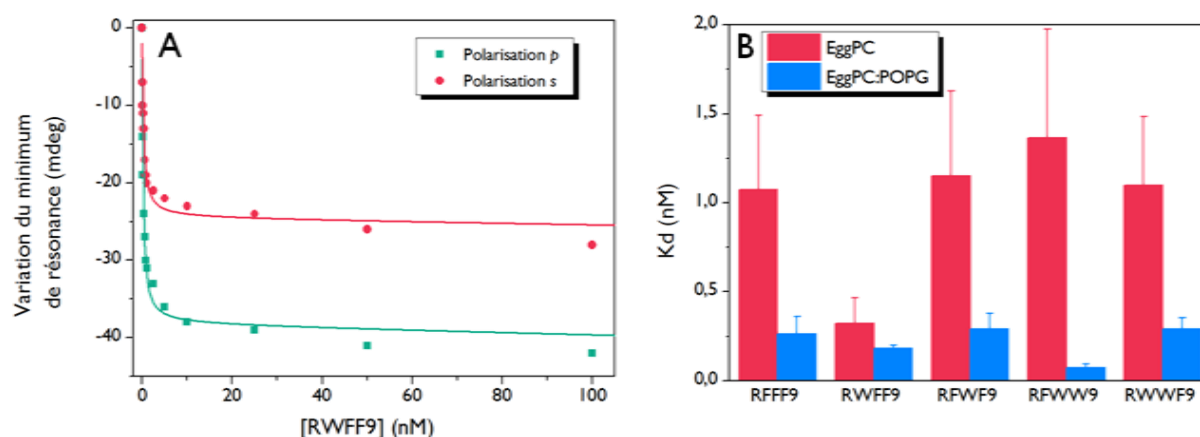 A
Polarisation p
Polarisation s
Variation du minimum
de résonance (mdeg)
0
-10
-20
-30
-40
0 20 40 60 80 100
[RWFF9] (nM)
B
EggPC
EggPC:POPG
Kd (nM)
2,0
1,5
1,0
0,5
0,0
RFFF9 RWFF9 RFWF9 RFWW9 RWWF9